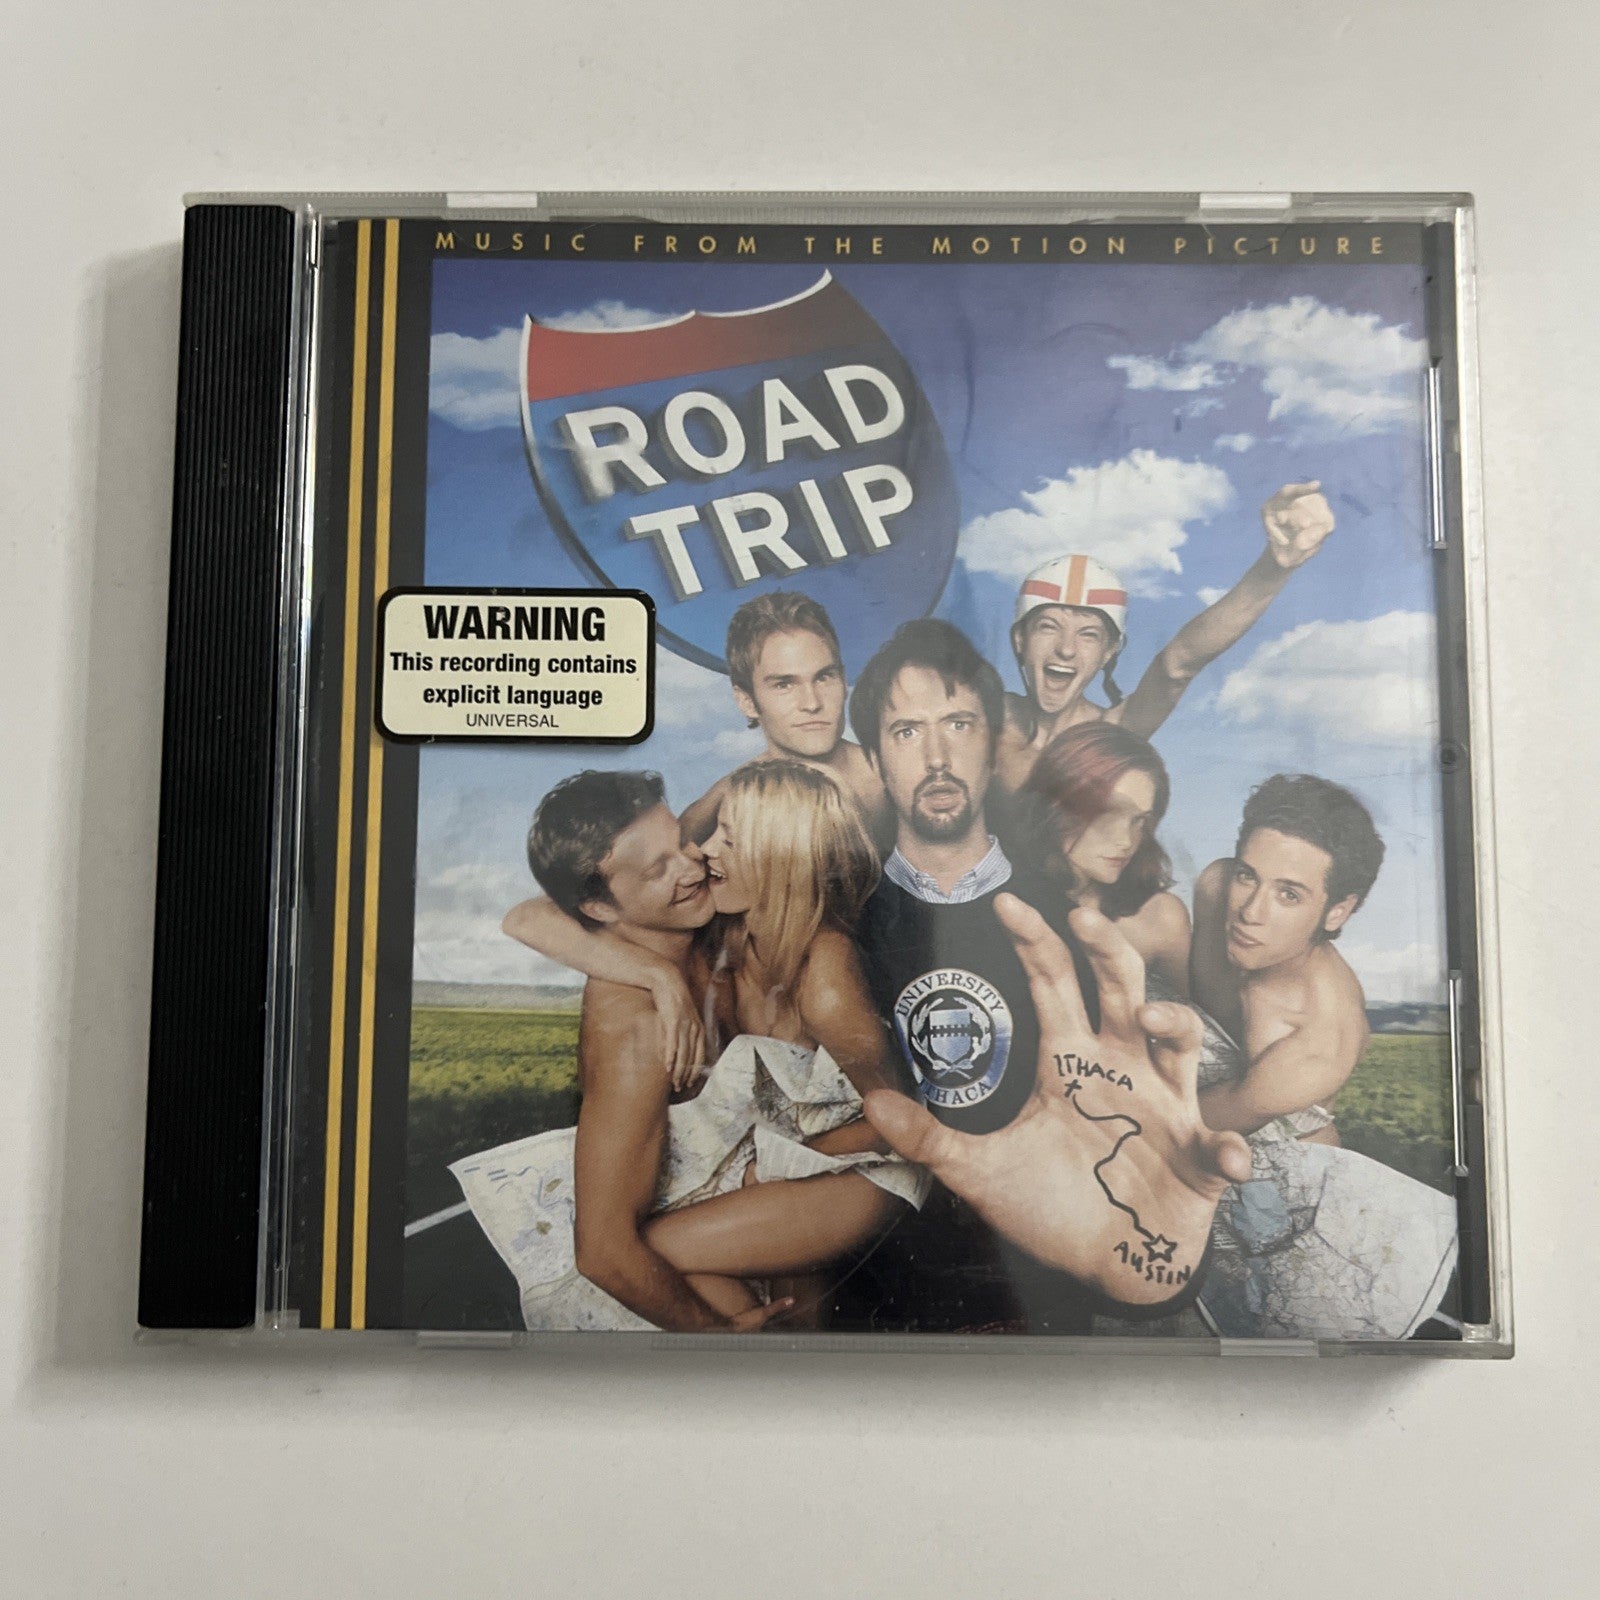 MUSIC FROM THE MOTION PICTURE
ROAD
TRIP
WARNING
This recording contains
explicit language
UNIVERSAL
UNIVERSITY
ITHACA
ITHACA
AUSTIN